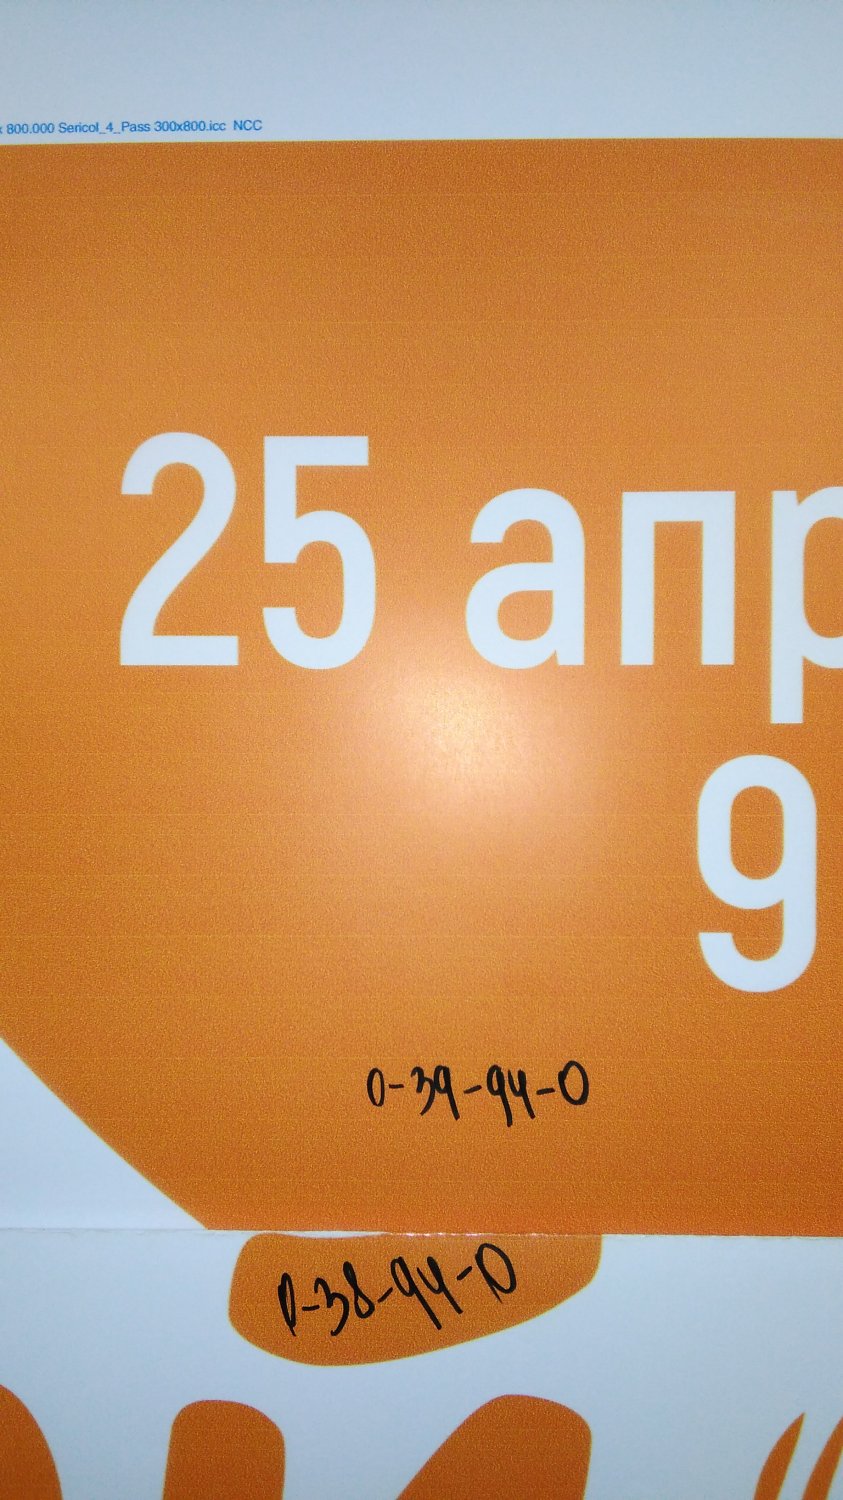 x 800.000 Sericol_4_Pass 300x800.icc NCC
25 апр
9
0-39-94-0
0-38-94-0